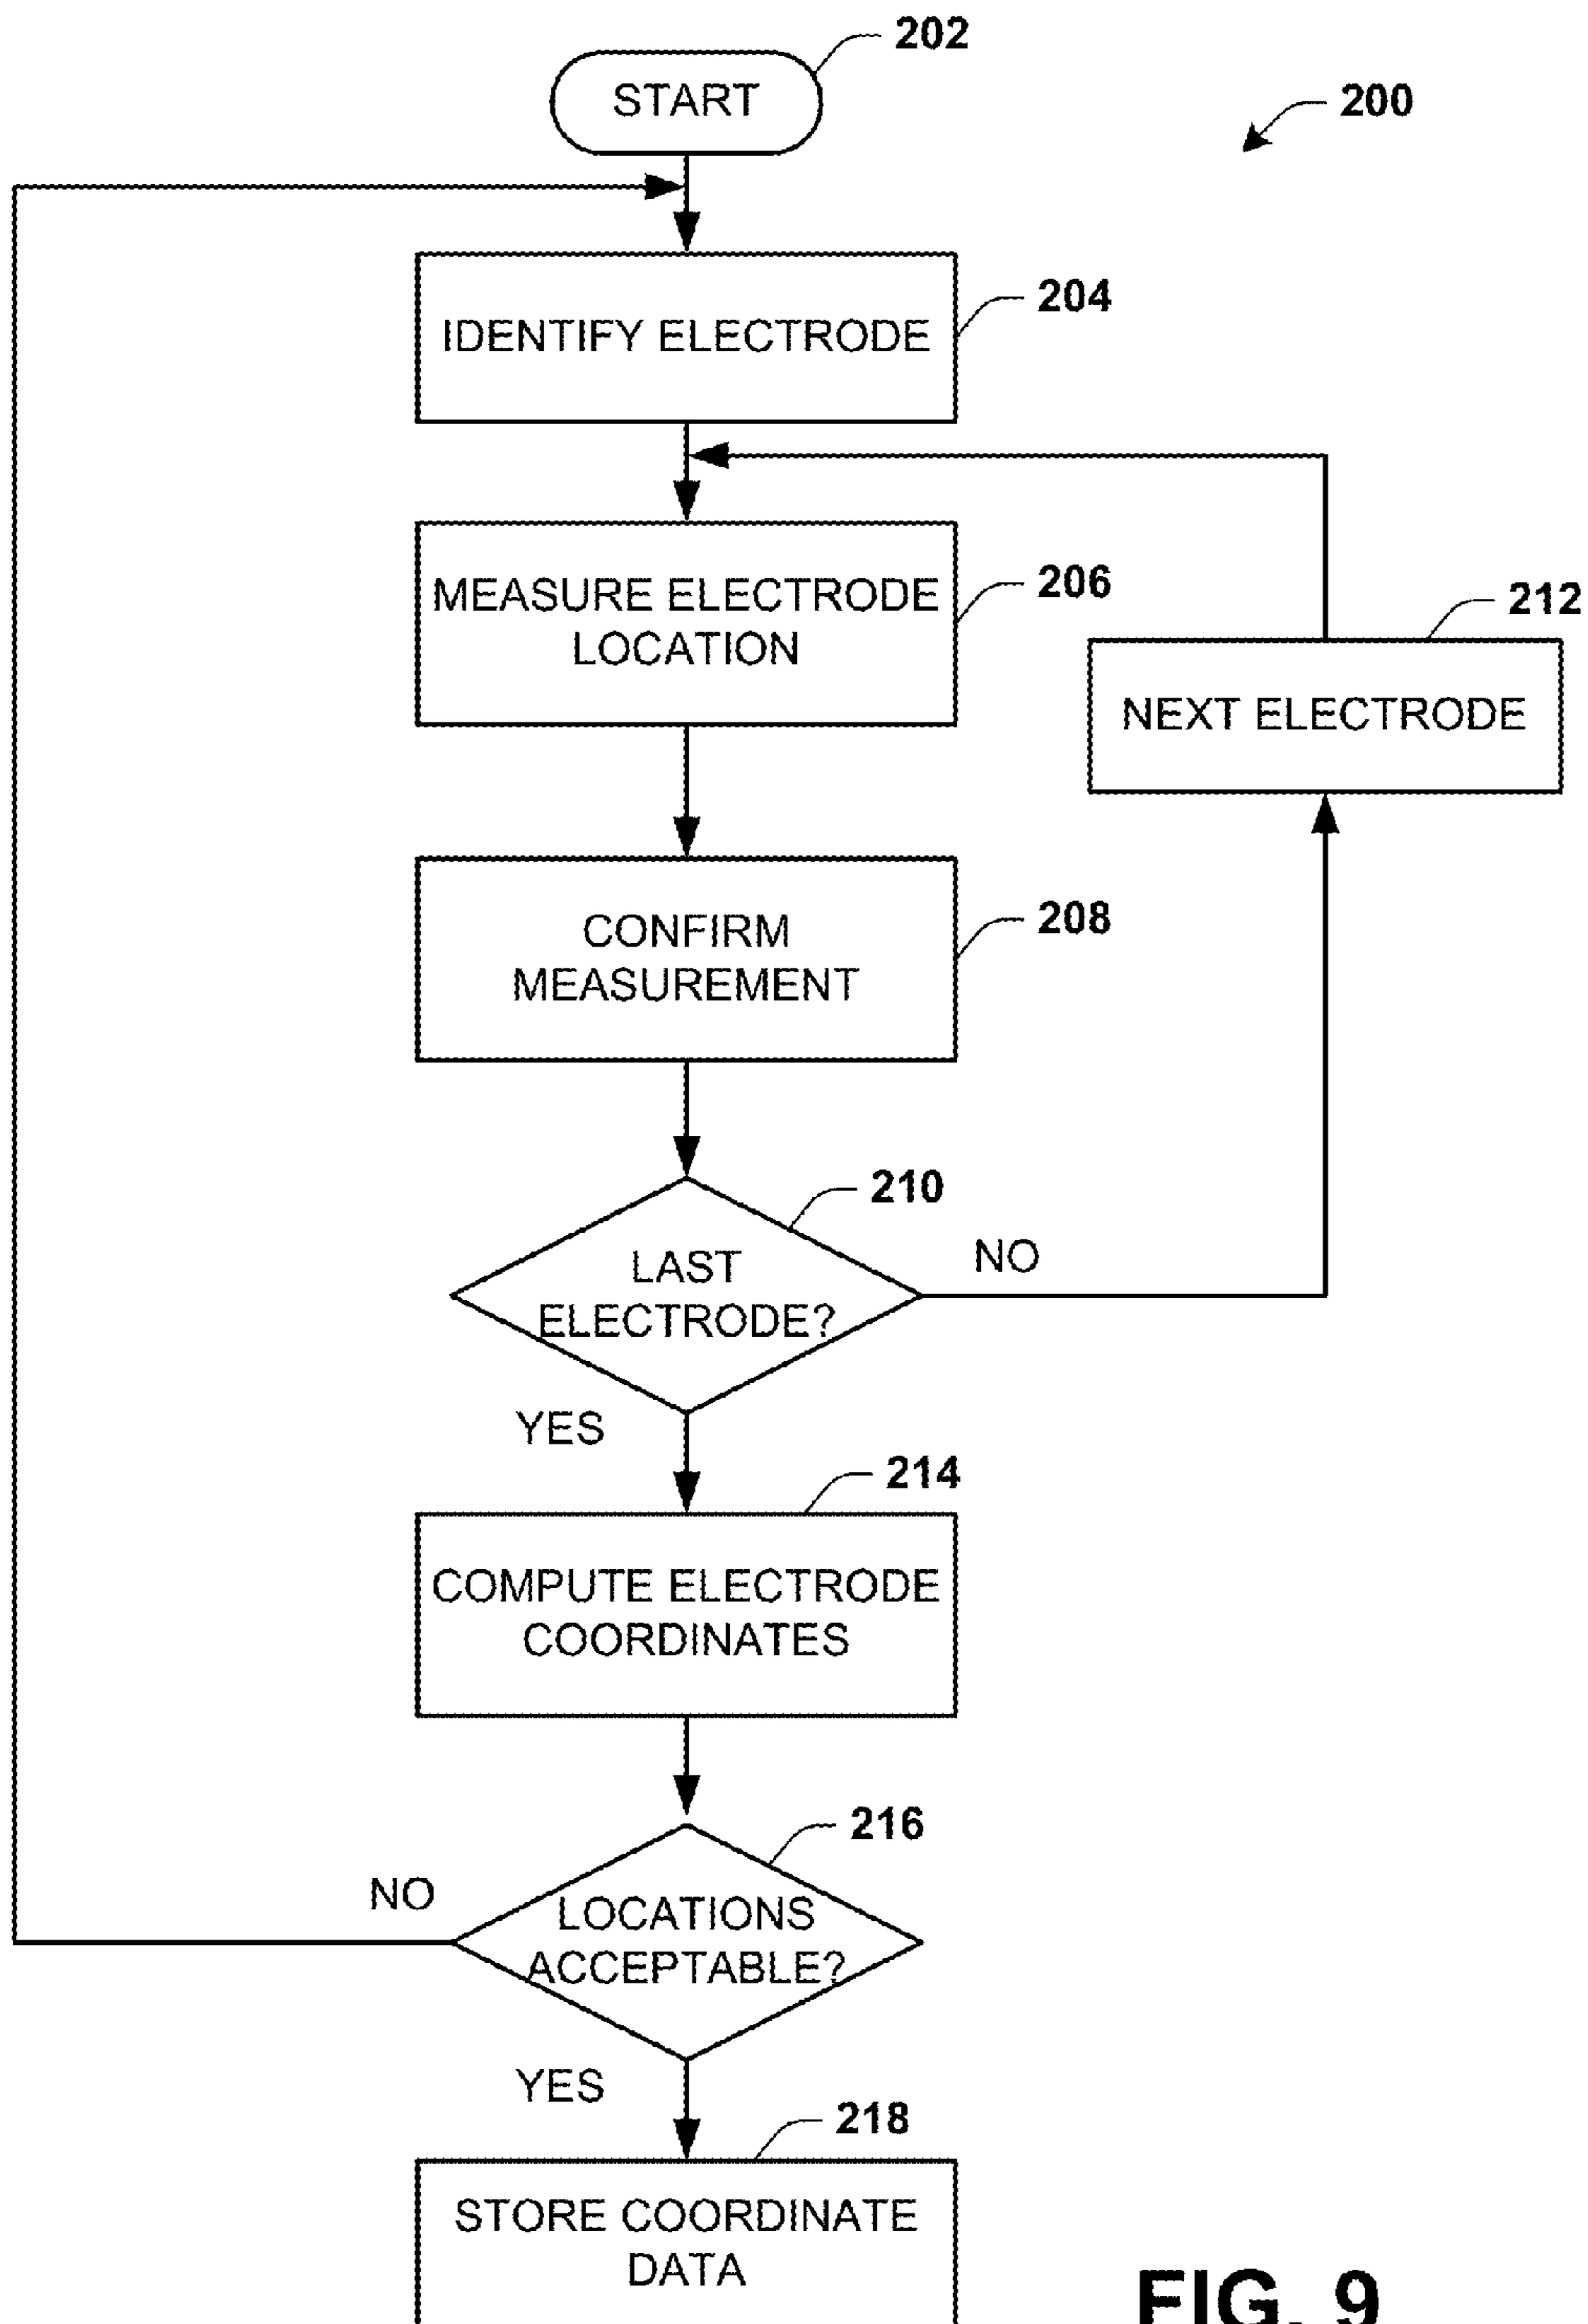 202
START
200
204
IDENTIFY ELECTRODE
206
MEASURE ELECTRODE
LOCATION
212
NEXT ELECTRODE
208
CONFIRM
MEASUREMENT
210
LAST
ELECTRODE?
NO
YES
214
COMPUTE ELECTRODE
COORDINATES
216
LOCATIONS
ACCEPTABLE?
NO
YES
218
STORE COORDINATE
DATA
FIG. 9